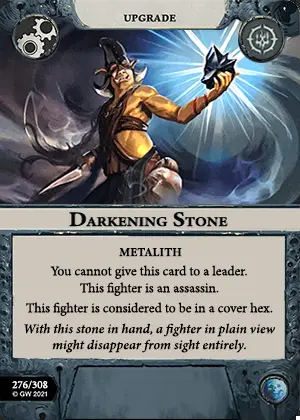 UPGRADE
DARKENING STONE
METALITH
You cannot give this card to a leader.
This fighter is an assassin.
This fighter is considered to be in a cover hex.
With this stone in hand, a fighter in plain view
might disappear from sight entirely.
276/308
© GW 2021